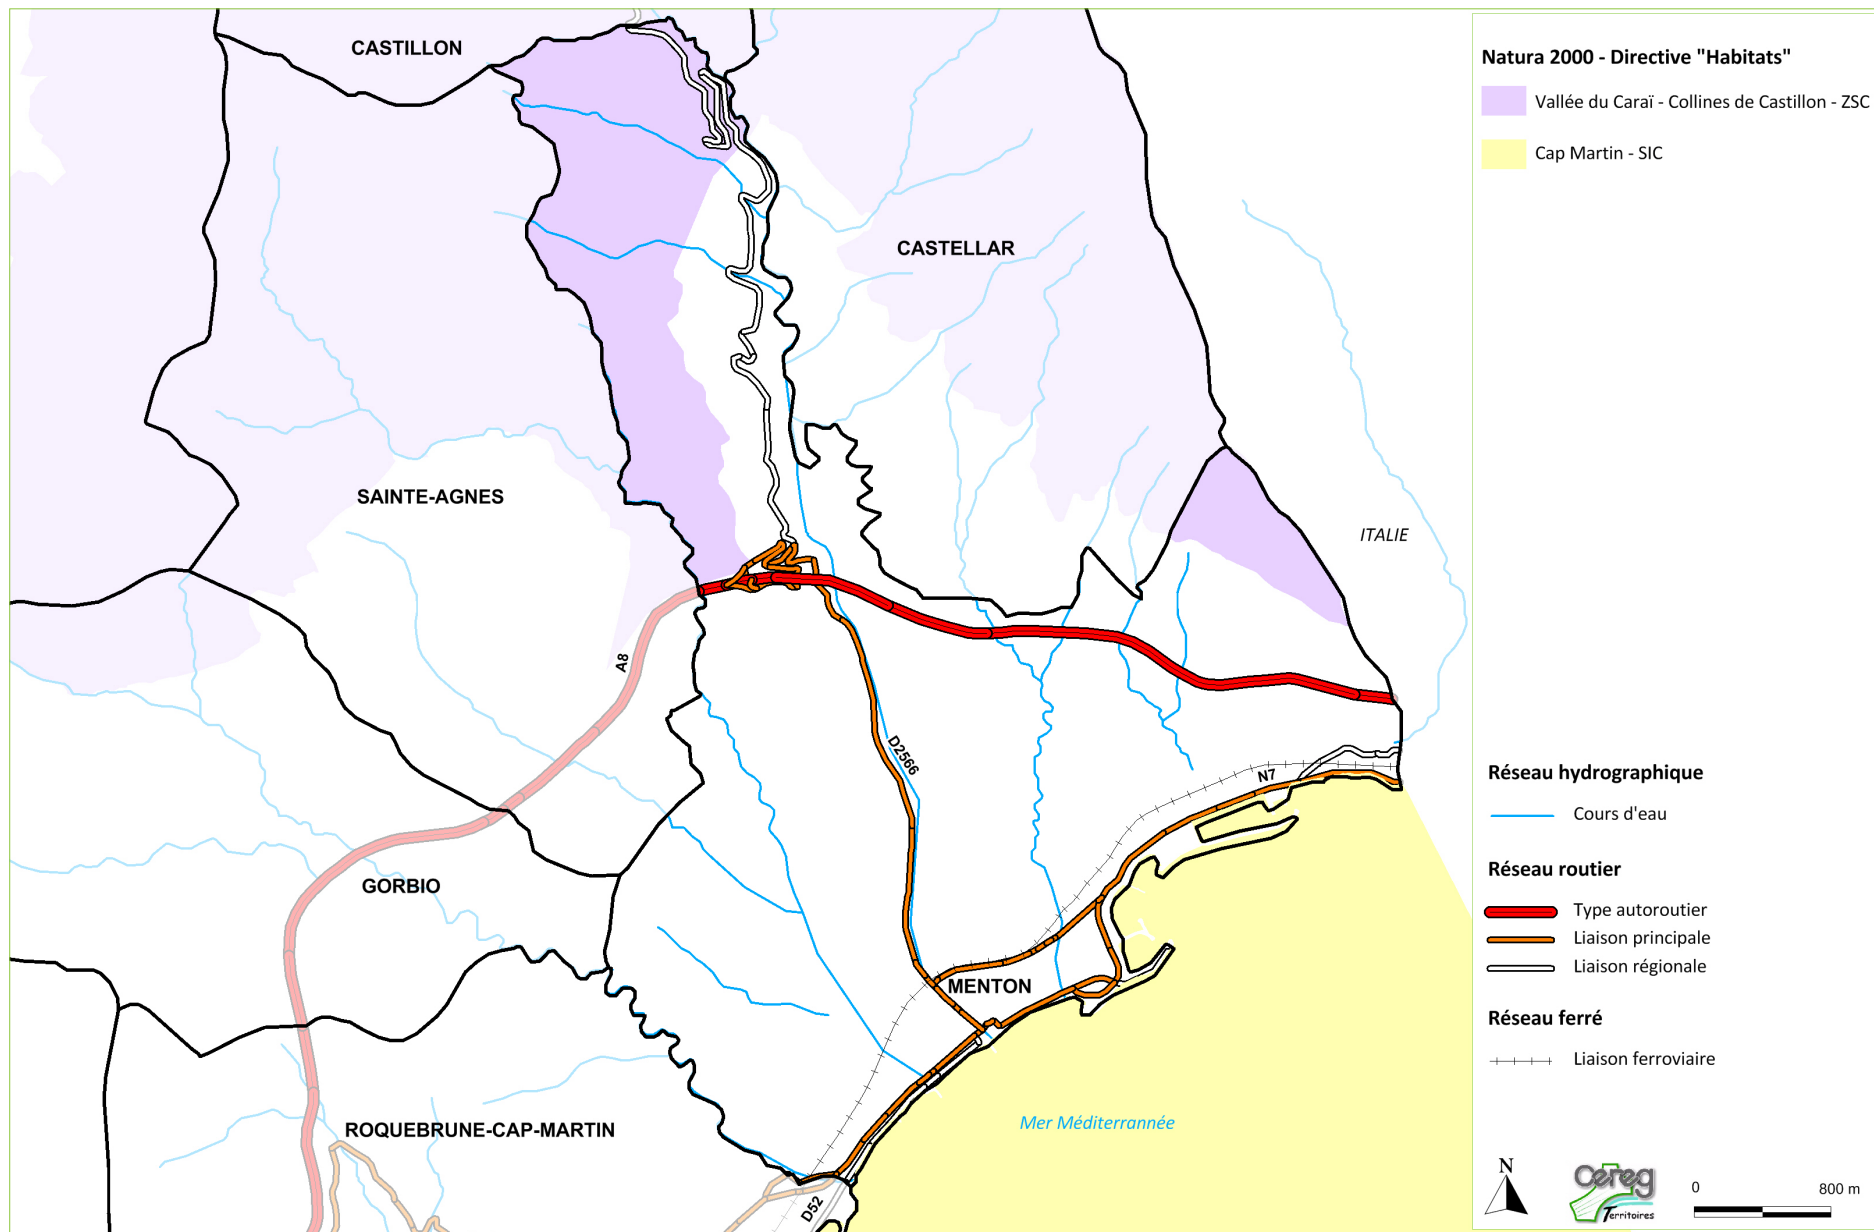 CASTILLON
CASTELLAR
SAINTE-AGNES
ITALIE
A8
D2566
N7
GORBIO
MENTON
Mer Méditerrannée
ROQUEBRUNE-CAP-MARTIN
D52
Natura 2000 - Directive "Habitats"
Vallée du Caraï - Collines de Castillon - ZSC
Cap Martin - SIC
Réseau hydrographique
Cours d'eau
Réseau routier
Type autoroutier
Liaison principale
Liaison régionale
Réseau ferré
Liaison ferroviaire
N
Cereg
Territoires
0 800 m